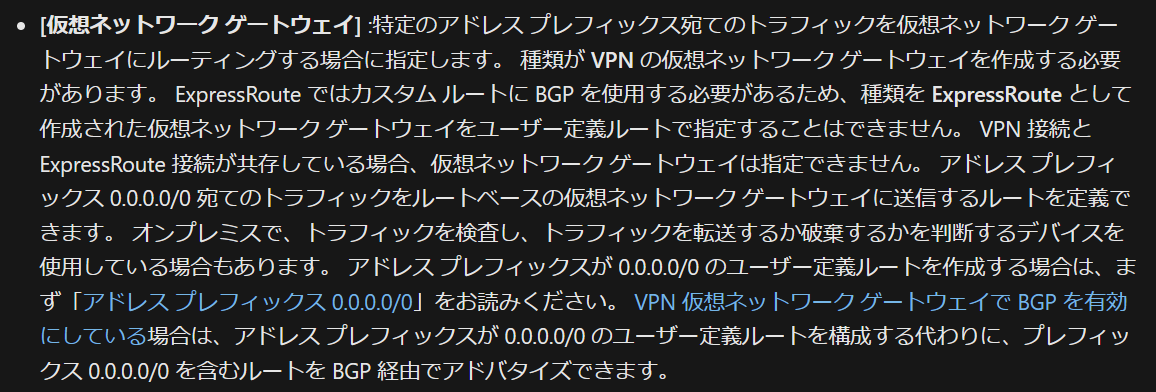 • [仮想ネットワーク ゲートウェイ] :特定のアドレス プレフィックス宛てのトラフィックを仮想ネットワーク ゲー
トウェイにルーティングする場合に指定します。 種類が VPN の仮想ネットワーク ゲートウェイを作成する必要
があります。 ExpressRoute ではカスタム ルートに BGP を使用する必要があるため、種類を ExpressRoute として
作成された仮想ネットワーク ゲートウェイをユーザー定義ルートで指定することはできません。 VPN 接続と
ExpressRoute 接続が共存している場合、仮想ネットワーク ゲートウェイは指定できません。 アドレス プレフィ
ックス 0.0.0.0/0 宛てのトラフィックをルートベースの仮想ネットワーク ゲートウェイに送信するルートを定義で
きます。 オンプレミスで、トラフィックを検査し、トラフィックを転送するか破棄するかを判断するデバイスを
使用している場合もあります。 アドレス プレフィックスが 0.0.0.0/0 のユーザー定義ルートを作成する場合は、ま
ず「アドレス プレフィックス 0.0.0.0/0」をお読みください。 VPN 仮想ネットワーク ゲートウェイで BGP を有効
にしている場合は、アドレス プレフィックスが 0.0.0.0/0 のユーザー定義ルートを構成する代わりに、プレフィッ
クス 0.0.0.0/0 を含むルートを BGP 経由でアドバタイズできます。